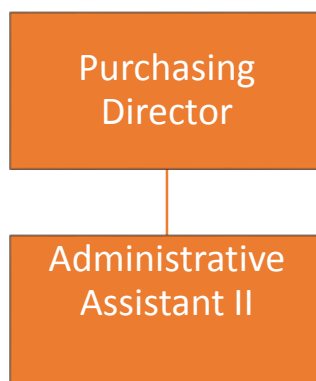 Purchasing
Director
Administrative
Assistant II